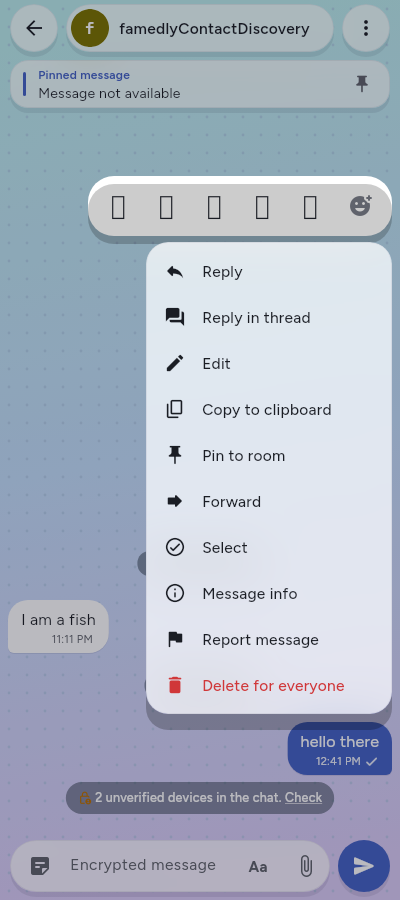 f famedlyContactDiscovery
Pinned message
Message not available
Reply
Reply in thread
Edit
Copy to clipboard
Pin to room
Forward
Select
Message info
Report message
Delete for everyone
I am a fish
11:11 PM
hello there
12:41 PM
2 unverified devices in the chat. Check
Encrypted message Aa